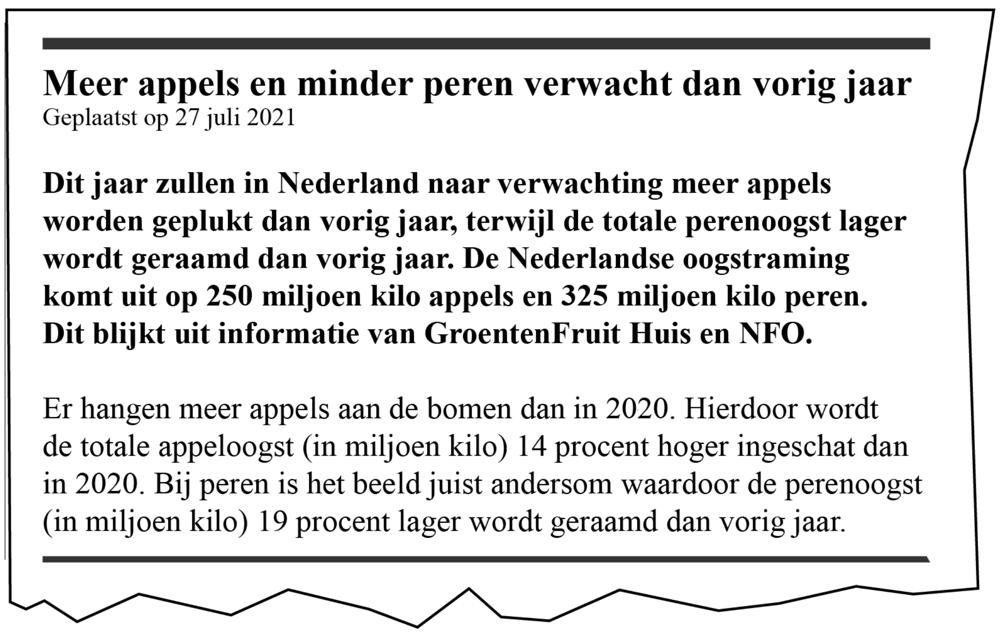 Meer appels en minder peren verwacht dan vorig jaar
Geplaatst op 27 juli 2021
Dit jaar zullen in Nederland naar verwachting meer appels
worden geplukt dan vorig jaar, terwijl de totale perenoogst lager
wordt geraamd dan vorig jaar. De Nederlandse oogstraming
komt uit op 250 miljoen kilo appels en 325 miljoen kilo peren.
Dit blijkt uit informatie van GroentenFruit Huis en NFO.
Er hangen meer appels aan de bomen dan in 2020. Hierdoor wordt
de totale appeloogst (in miljoen kilo) 14 procent hoger ingeschat dan
in 2020. Bij peren is het beeld juist andersom waardoor de perenoogst
(in miljoen kilo) 19 procent lager wordt geraamd dan vorig jaar.